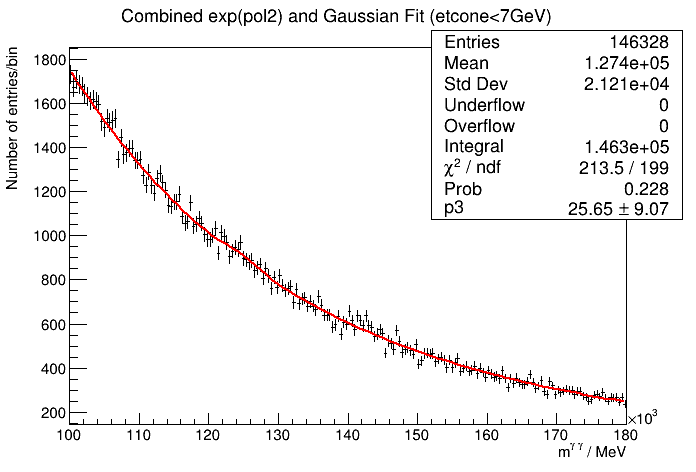 Combined exp(pol2) and Gaussian Fit (etcone<7GeV)
Entries 146328
Mean 1.274e+05
Std Dev 2.121e+04
Underflow 0
Overflow 0
Integral 1.463e+05
χ² / ndf 213.5 / 199
Prob 0.228
p3 25.65 ± 9.07
Number of entries/bin
1800
1600
1400
1200
1000
800
600
400
200
100 110 120 130 140 150 160 170 180
×10³
m^γγ / MeV